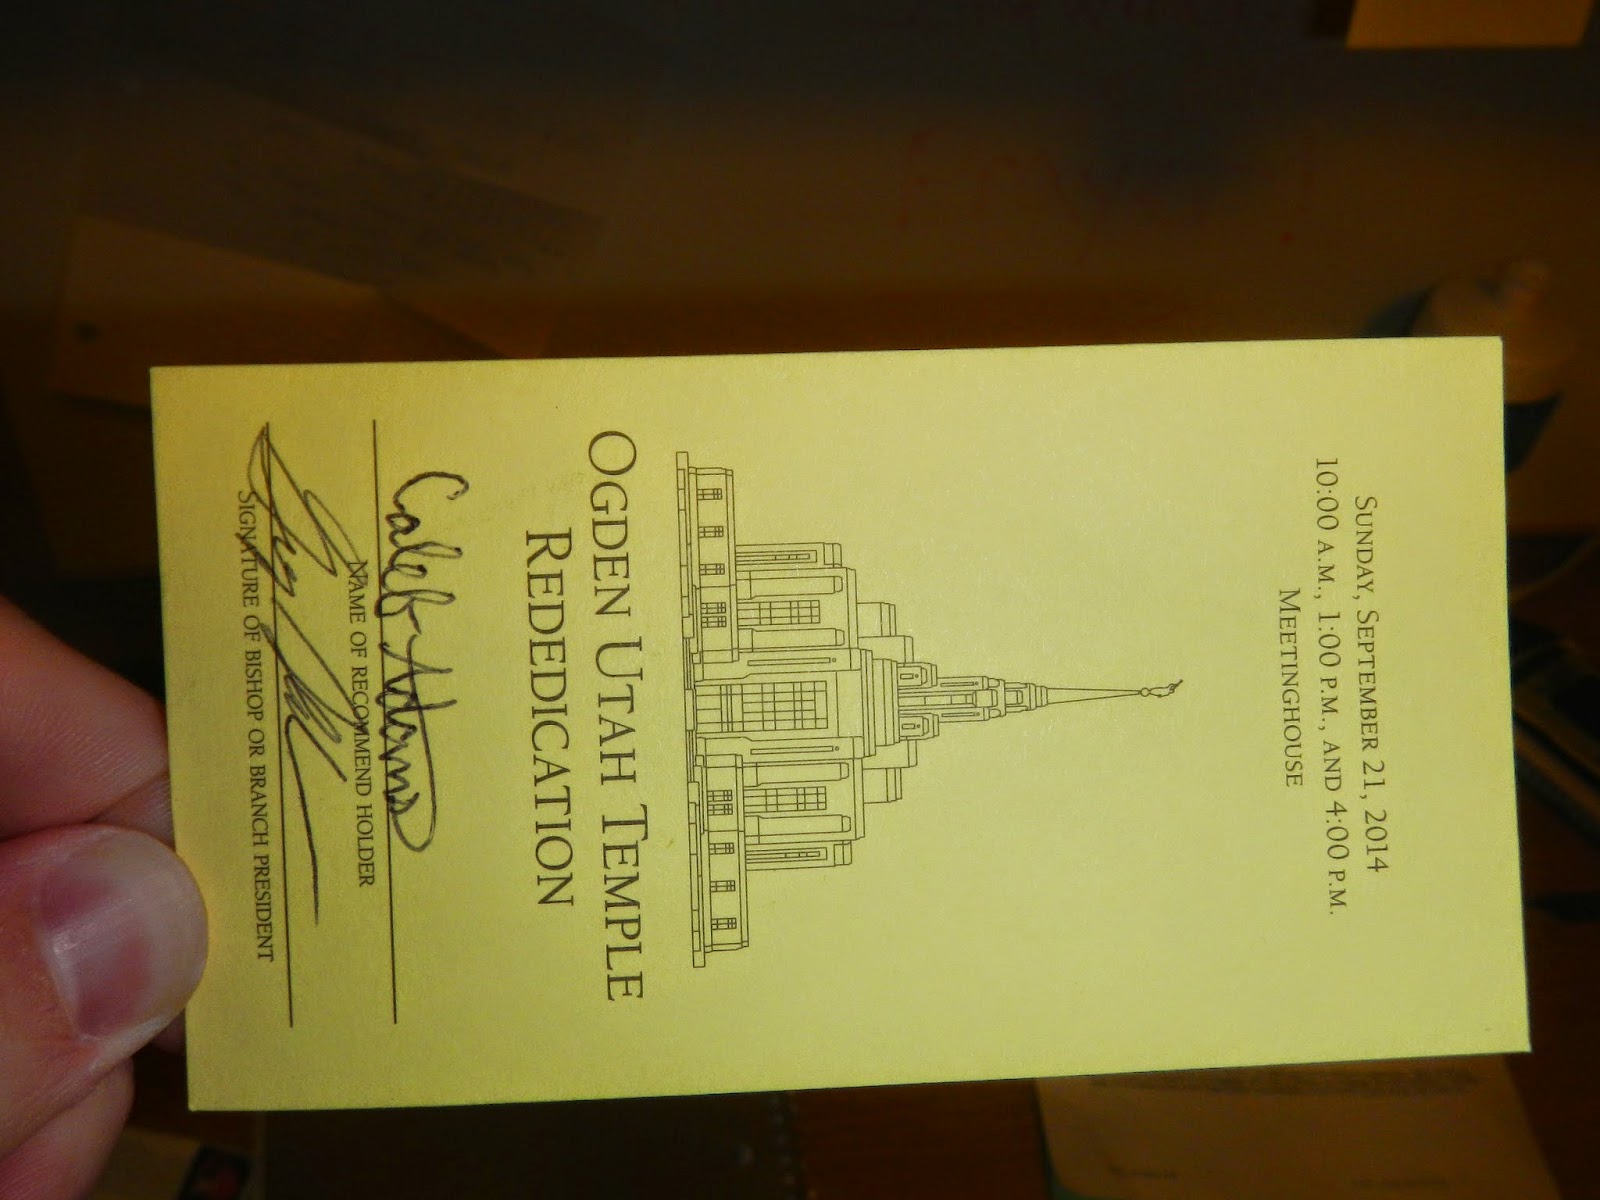 SUNDAY, SEPTEMBER 21, 2014
10:00 A.M., 1:00 P.M., AND 4:00 P.M.
MEETINGHOUSE
OGDEN UTAH TEMPLE
REDEDICATION
Caleb Adams
NAME OF RECOMMEND HOLDER
SIGNATURE OF BISHOP OR BRANCH PRESIDENT